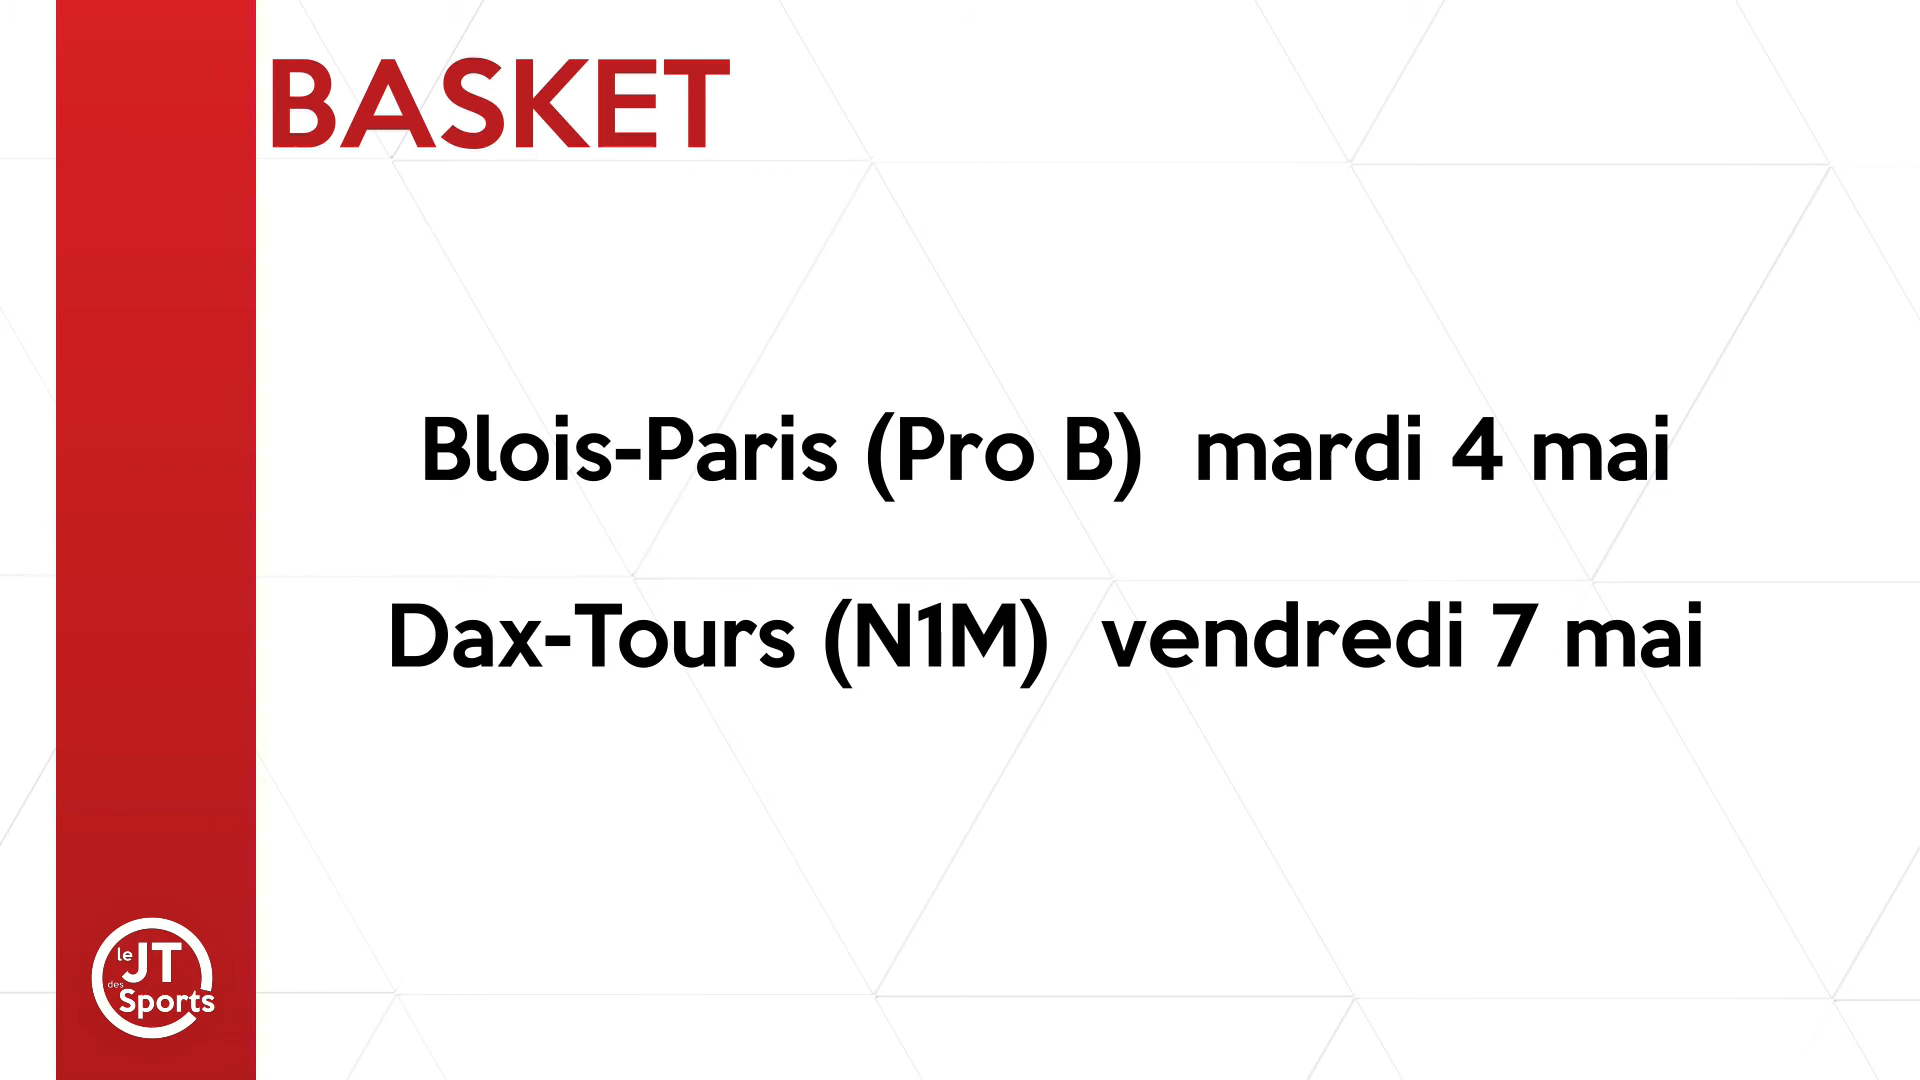 BASKET
Blois-Paris (Pro B)  mardi 4 mai
Dax-Tours (N1M)  vendredi 7 mai
le JT
des
Sports